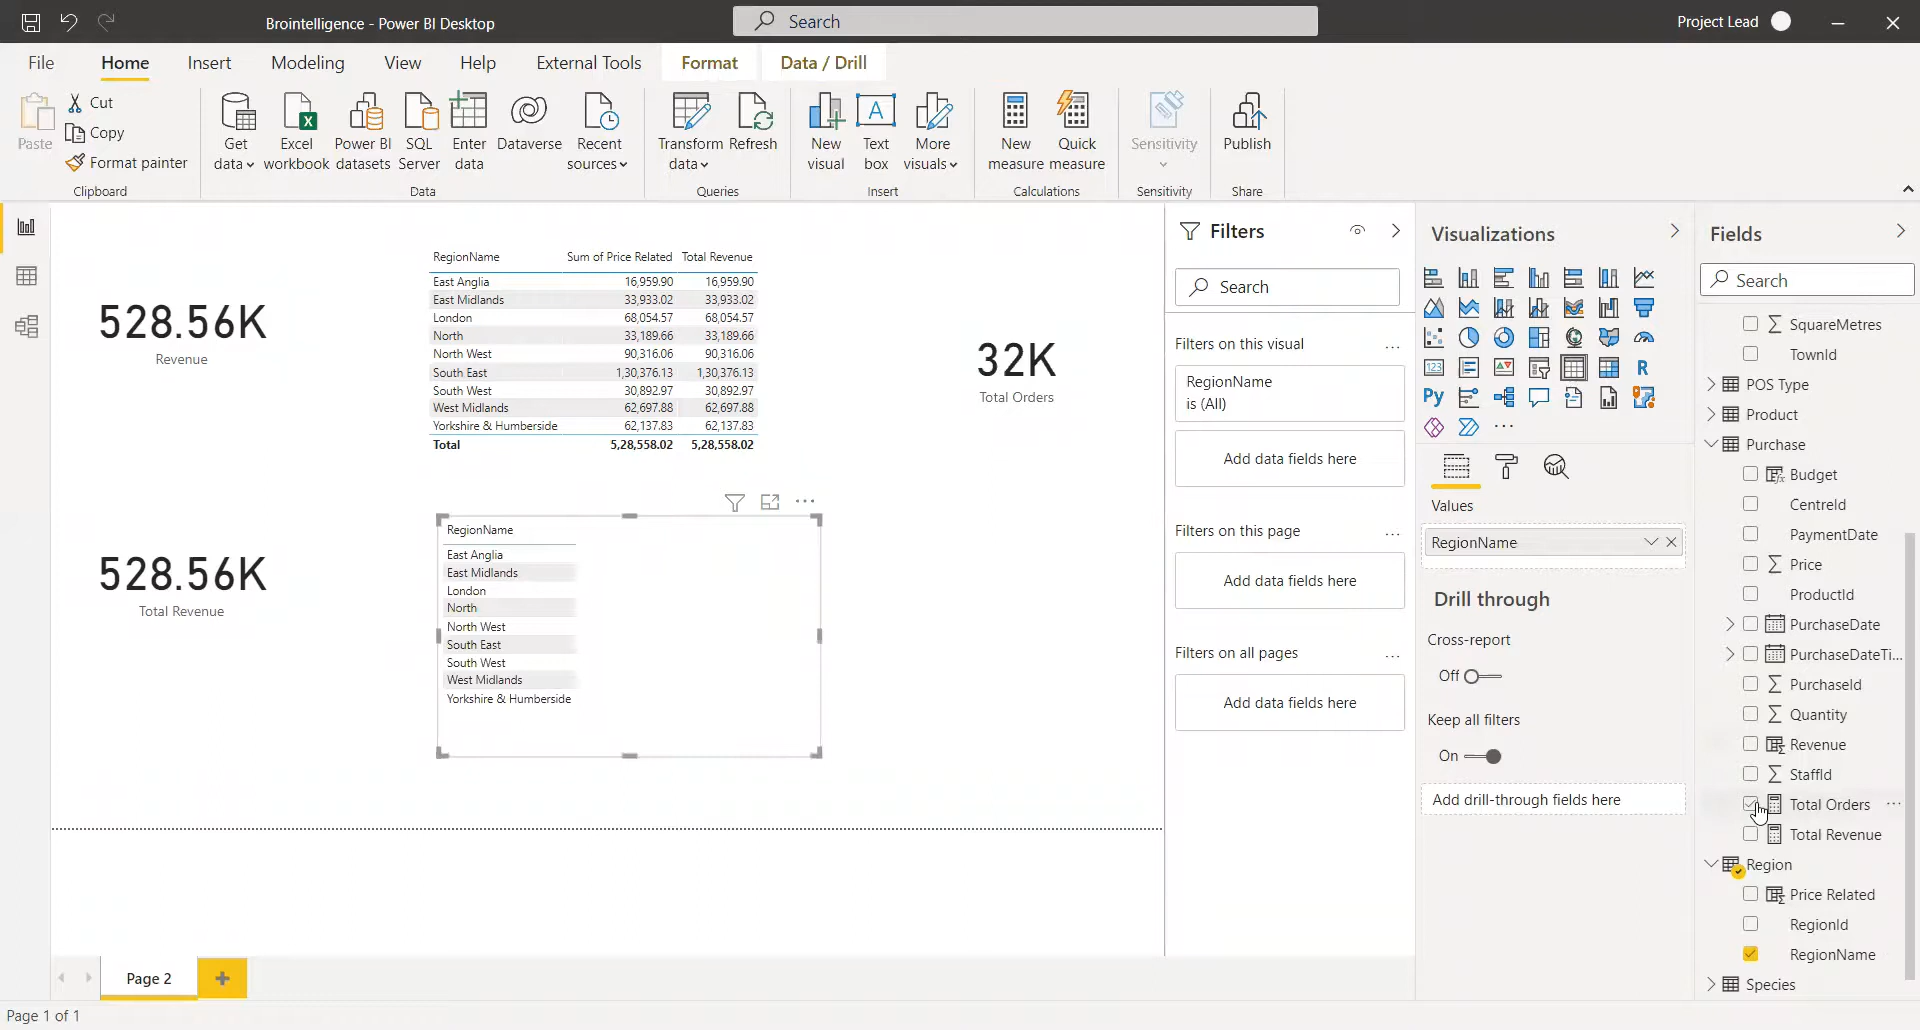 Brointelligence - Power BI Desktop
Search
Project Lead
File Home Insert Modeling View Help External Tools Format Data / Drill
Paste
Cut
Copy
Format painter
Clipboard
Get data
Excel workbook
Power BI datasets
SQL Server
Enter data
Dataverse
Recent sources
Data
Transform data
Refresh
Queries
New visual
A
Text box
More visuals
Insert
New measure
Quick measure
Calculations
Sensitivity
Sensitivity
Publish
Share
528.56K
Revenue
RegionName Sum of Price Related Total Revenue
East Anglia 16,959.90 16,959.90
East Midlands 33,933.02 33,933.02
London 68,054.57 68,054.57
North 33,189.66 33,189.66
North West 90,316.06 90,316.06
South East 1,30,376.13 1,30,376.13
South West 30,892.97 30,892.97
West Midlands 62,697.88 62,697.88
Yorkshire & Humberside 62,137.83 62,137.83
Total 5,28,558.02 5,28,558.02
32K
Total Orders
528.56K
Total Revenue
RegionName
East Anglia
East Midlands
London
North
North West
South East
South West
West Midlands
Yorkshire & Humberside
Filters
Search
Filters on this visual ...
RegionName
is (All)
Add data fields here
Filters on this page ...
Add data fields here
Filters on all pages ...
Add data fields here
Visualizations
123
R
Py
...
Values
RegionName
Drill through
Cross-report
Off
Keep all filters
On
Add drill-through fields here
Fields
Search
SquareMetres
TownId
POS Type
Product
Purchase
Budget
CentreId
PaymentDate
Price
ProductId
PurchaseDate
PurchaseDateTi...
PurchaseId
Quantity
Revenue
StaffId
Total Orders ...
Total Revenue
Region
Price Related
RegionId
RegionName
Species
Page 2
Page 1 of 1